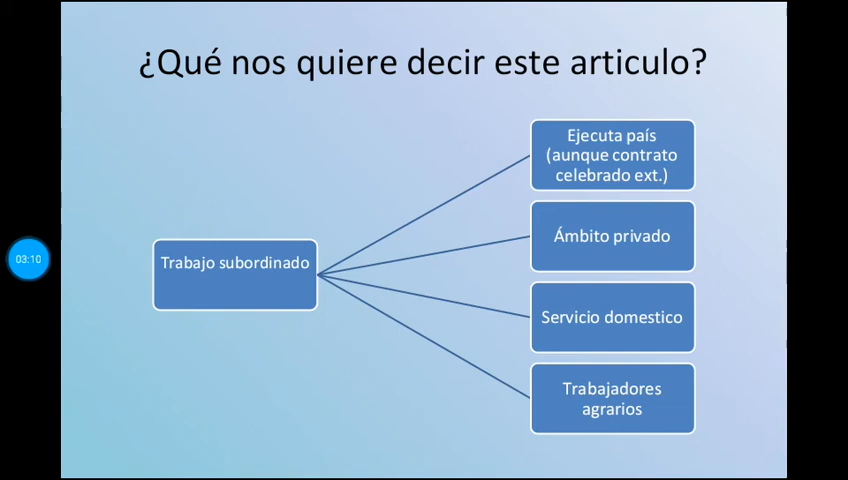 ¿Qué nos quiere decir este articulo?
Ejecuta país
(aunque contrato
celebrado ext.)
Ámbito privado
03:10
Trabajo subordinado
Servicio domestico
Trabajadores
agrarios